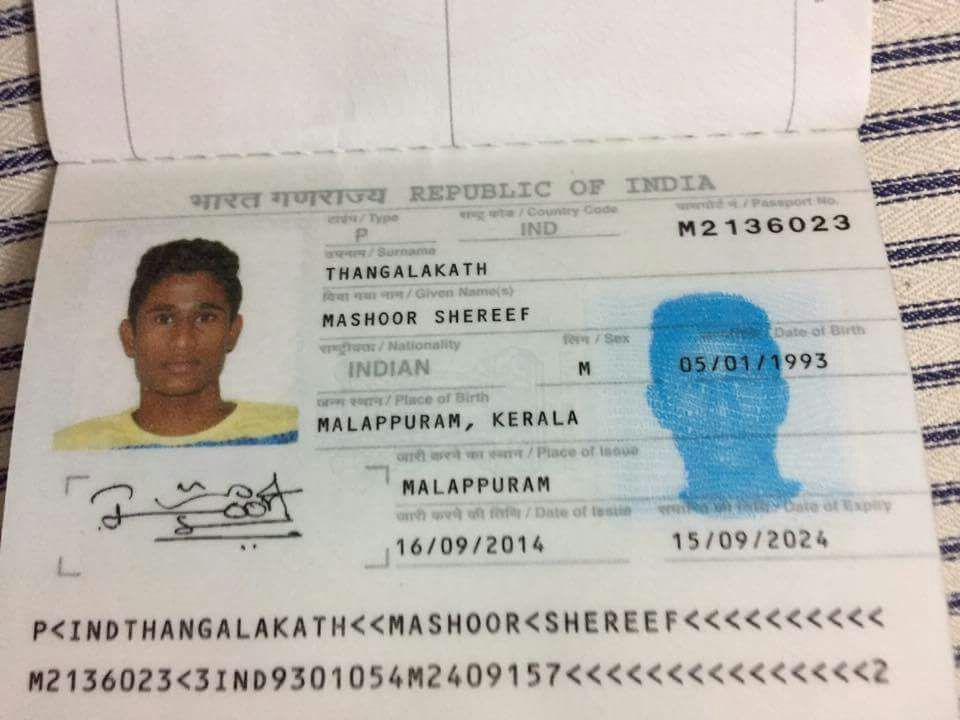 भारत गणराज्य REPUBLIC OF INDIA
टाईप / Type
राष्ट्र कोड / Country Code
पासपोर्ट नं. / Passport No.
P
IND
M2136023
उपनाम / Surname
THANGALAKATH
दिया गया नाम / Given Name(s)
MASHOOR SHEREEF
राष्ट्रीयता / Nationality
लिंग / Sex
Date of Birth
INDIAN
M
05/01/1993
जन्म स्थान / Place of Birth
MALAPPURAM, KERALA
जारी करने का स्थान / Place of Issue
MALAPPURAM
जारी करने की तिथि / Date of Issue
समाप्ति की तिथि / Date of Expiry
16/09/2014
15/09/2024
P<INDTHANGALAKATH<<MASHOOR<SHEREEF<<<<<<<<<<
M2136023<3IND9301054M2409157<<<<<<<<<<<<<<<2